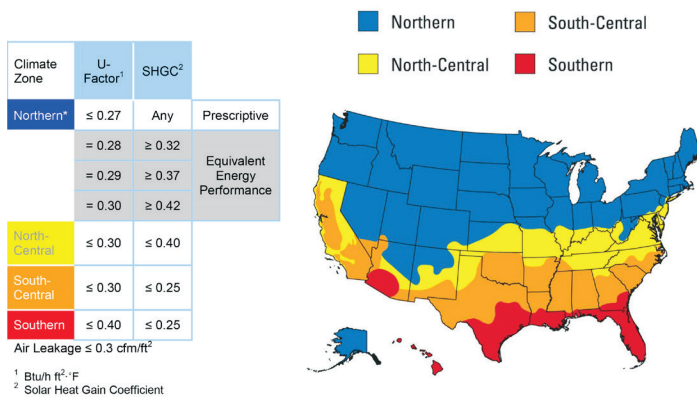 Northern
South-Central
North-Central
Southern
Climate
Zone
U-
Factor1
SHGC2
Northern*
≤ 0.27
Any
Prescriptive
= 0.28
≥ 0.32
Equivalent
Energy
Performance
= 0.29
≥ 0.37
= 0.30
≥ 0.42
North-
Central
≤ 0.30
≤ 0.40
South-
Central
≤ 0.30
≤ 0.25
Southern
≤ 0.40
≤ 0.25
Air Leakage ≤ 0.3 cfm/ft2
1 Btu/h ft2·°F
2 Solar Heat Gain Coefficient